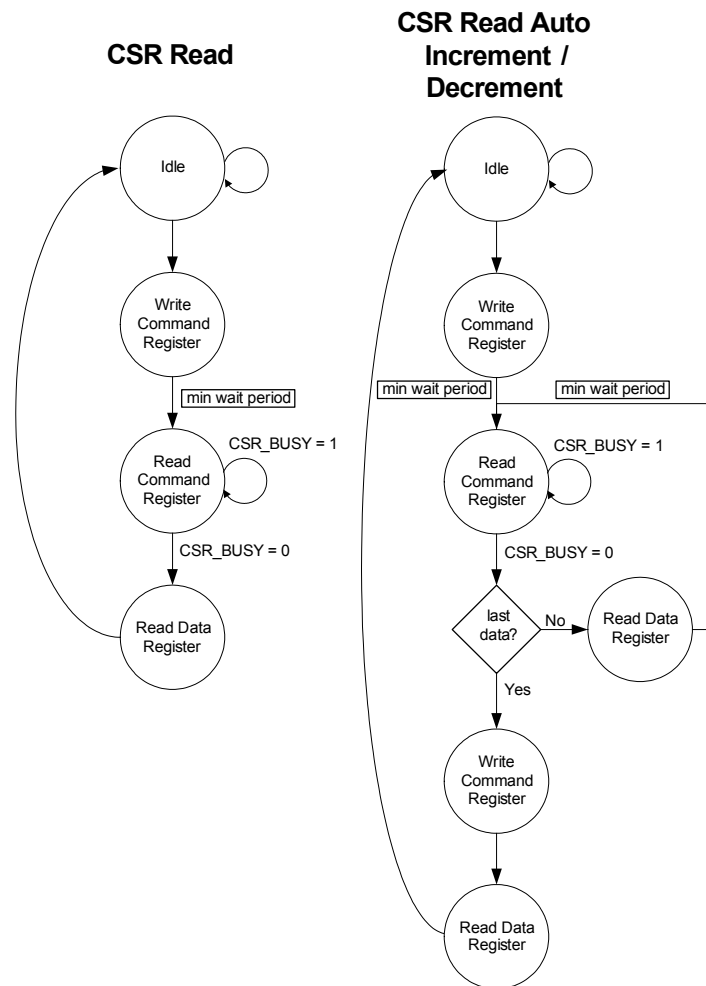 CSR Read
Idle
Write
Command
Register
min wait period
Read
Command
Register
CSR_BUSY = 1
CSR_BUSY = 0
Read Data
Register
CSR Read Auto
Increment /
Decrement
Idle
Write
Command
Register
min wait period
min wait period
Read
Command
Register
CSR_BUSY = 1
CSR_BUSY = 0
last
data?
No
Read Data
Register
Yes
Write
Command
Register
Read Data
Register